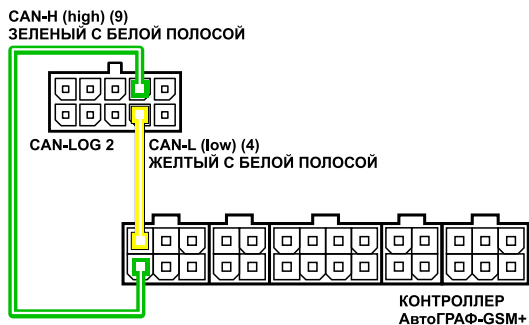 CAN-H (high) (9)
ЗЕЛЕНЫЙ С БЕЛОЙ ПОЛОСОЙ
CAN-LOG 2
CAN-L (low) (4)
ЖЕЛТЫЙ С БЕЛОЙ ПОЛОСОЙ
КОНТРОЛЛЕР
АвтоГРАФ-GSM+